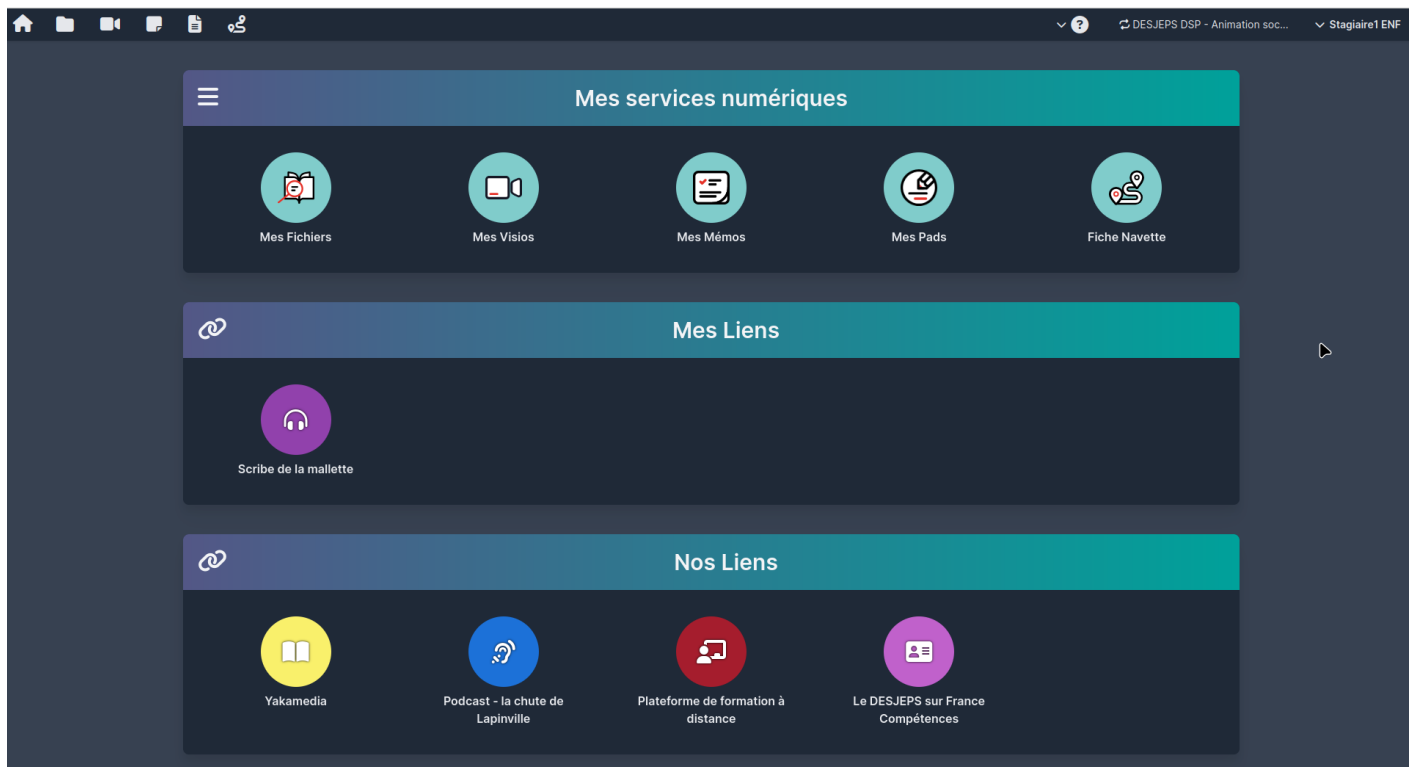 ?
DESJEPS DSP - Animation soc...
Stagiaire1 ENF
Mes services numériques
Mes Fichiers
Mes Visios
Mes Mémos
Mes Pads
Fiche Navette
Mes Liens
Scribe de la mallette
Nos Liens
Yakamedia
Podcast - la chute de
Lapinville
Plateforme de formation à
distance
Le DESJEPS sur France
Compétences